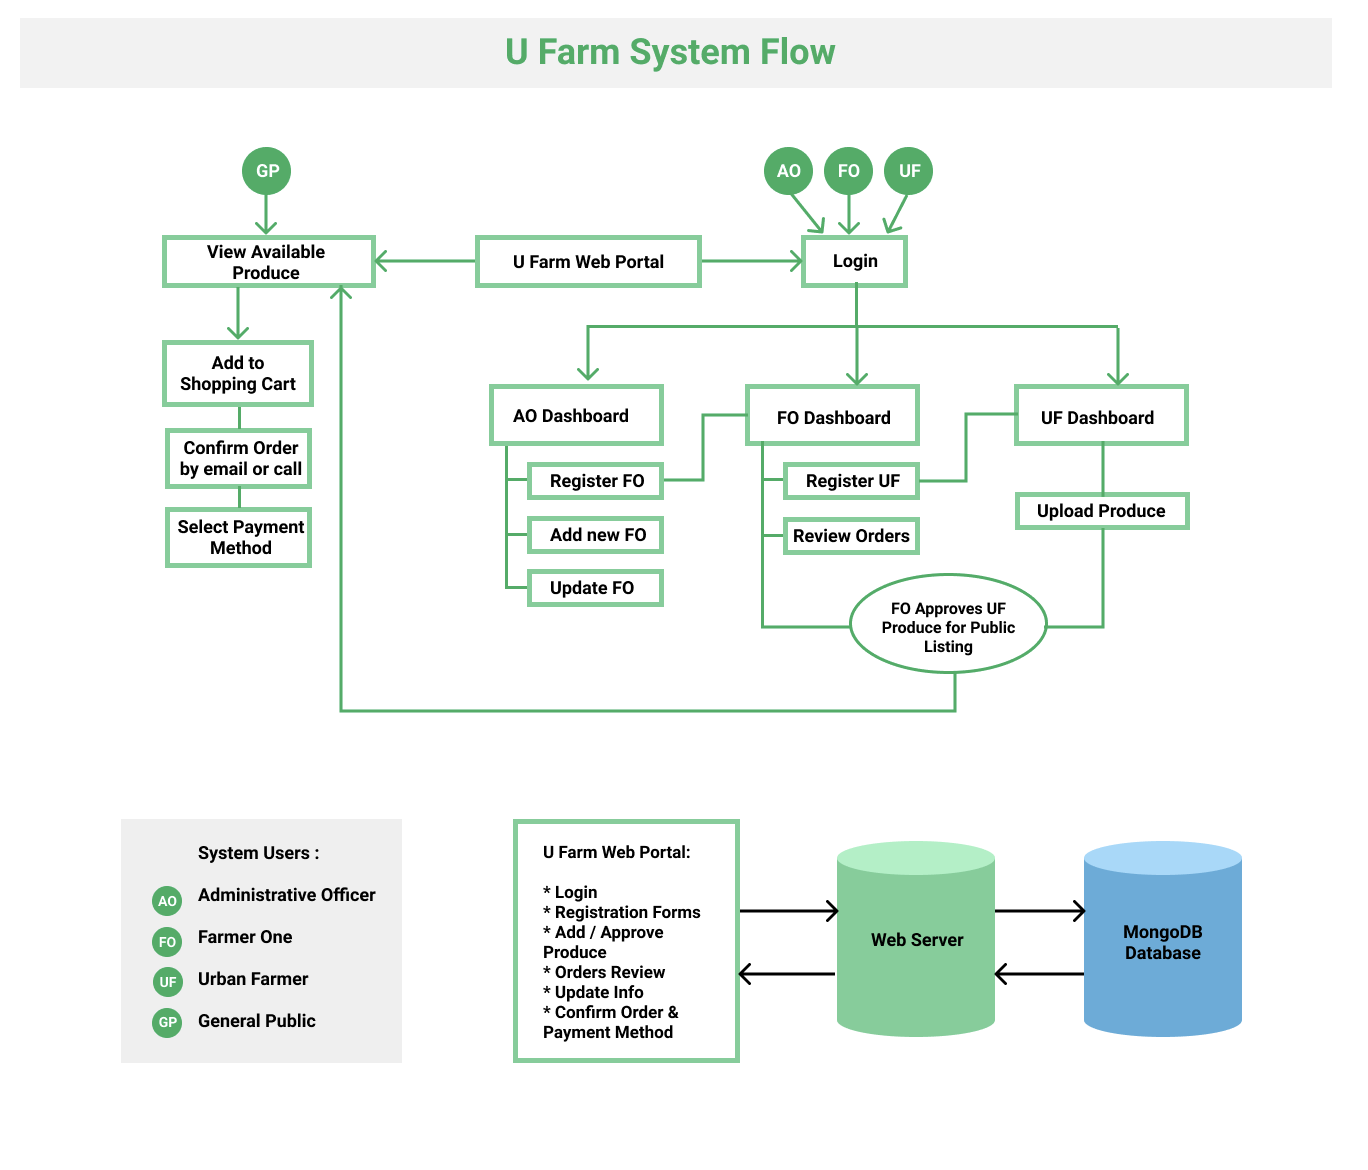 U Farm System Flow
GP
AO
FO
UF
View Available
Produce
U Farm Web Portal
Login
Add to
Shopping Cart
Confirm Order
by email or call
Select Payment
Method
AO Dashboard
Register FO
Add new FO
Update FO
FO Dashboard
Register UF
Review Orders
UF Dashboard
Upload Produce
FO Approves UF
Produce for Public
Listing
System Users :
AO Administrative Officer
FO Farmer One
UF Urban Farmer
GP General Public
U Farm Web Portal:
* Login
* Registration Forms
* Add / Approve
Produce
* Orders Review
* Update Info
* Confirm Order &
Payment Method
Web Server
MongoDB
Database